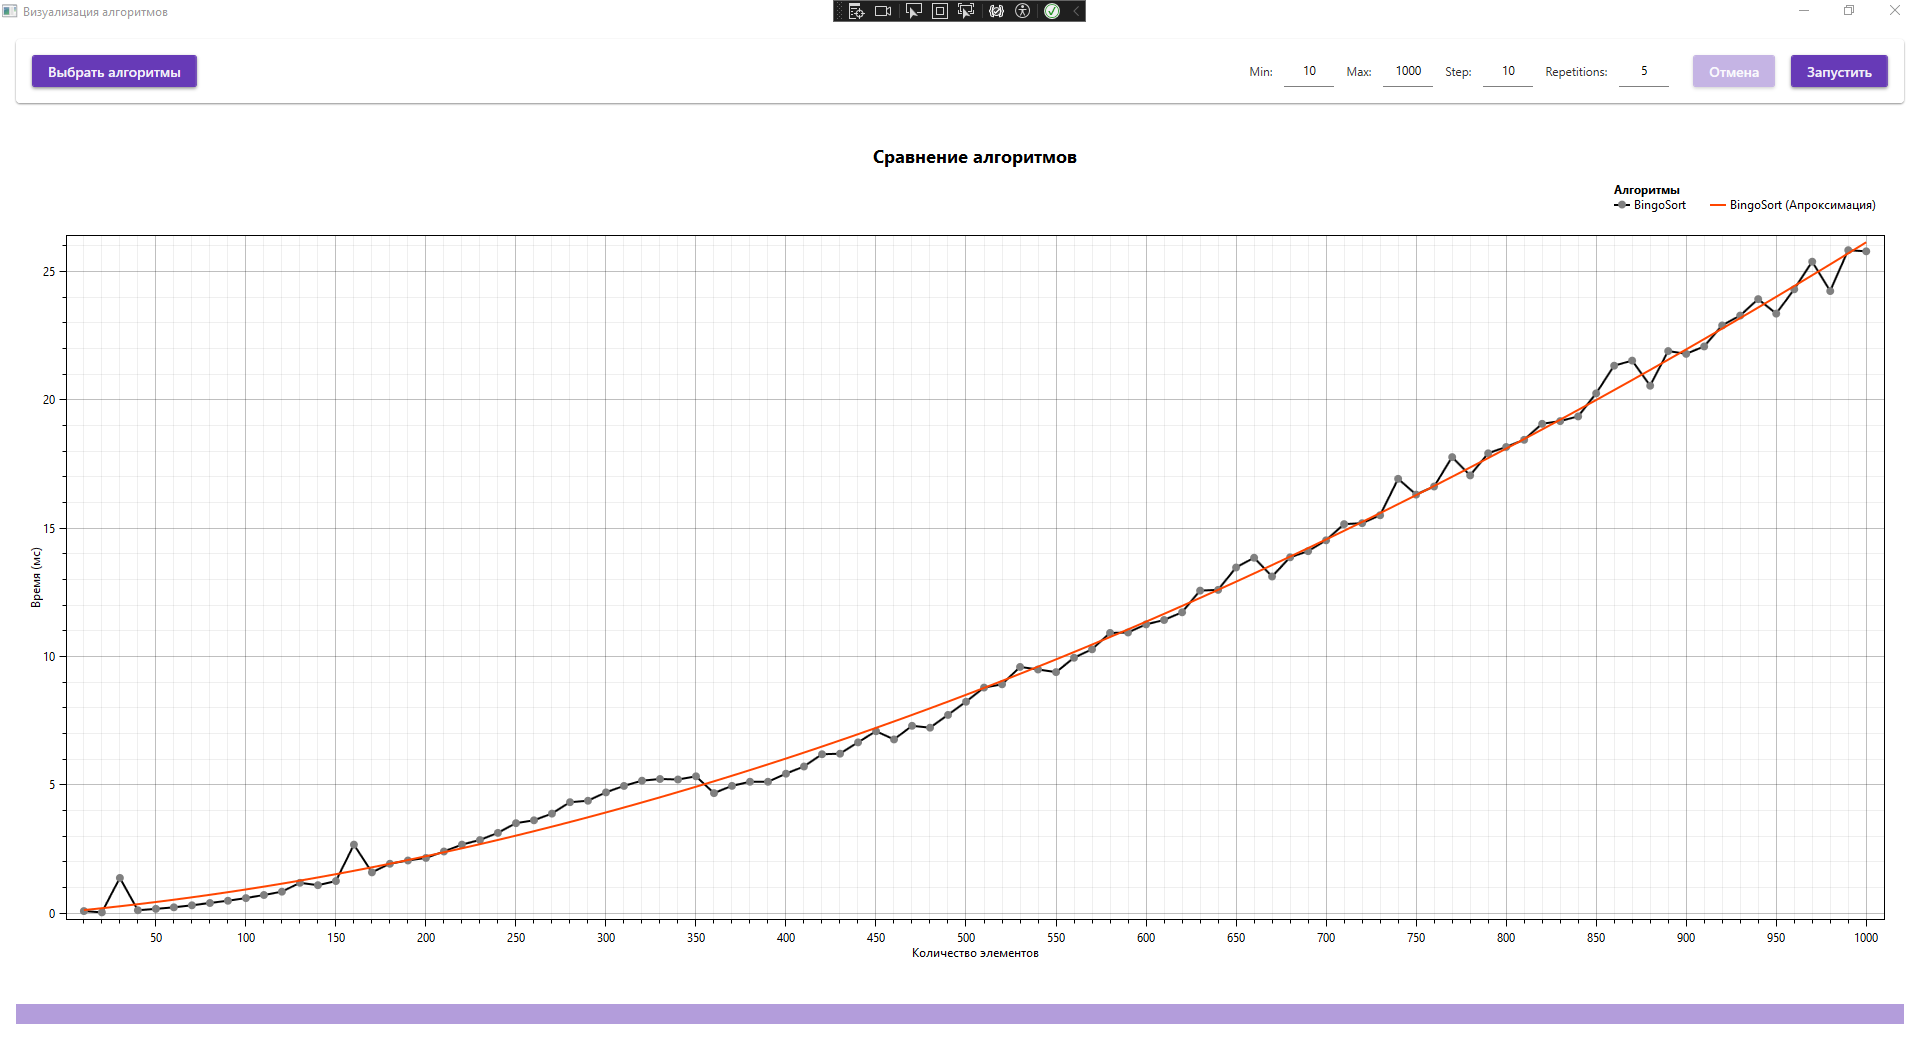 Визуализация алгоритмов
Выбрать алгоритмы
Min: 10 Max: 1000 Step: 10 Repetitions: 5 Отмена Запустить
Сравнение алгоритмов
Алгоритмы
BingoSort BingoSort (Апроксимация)
25
20
15
10
5
0
Время (мс)
50 100 150 200 250 300 350 400 450 500 550 600 650 700 750 800 850 900 950 1000
Количество элементов